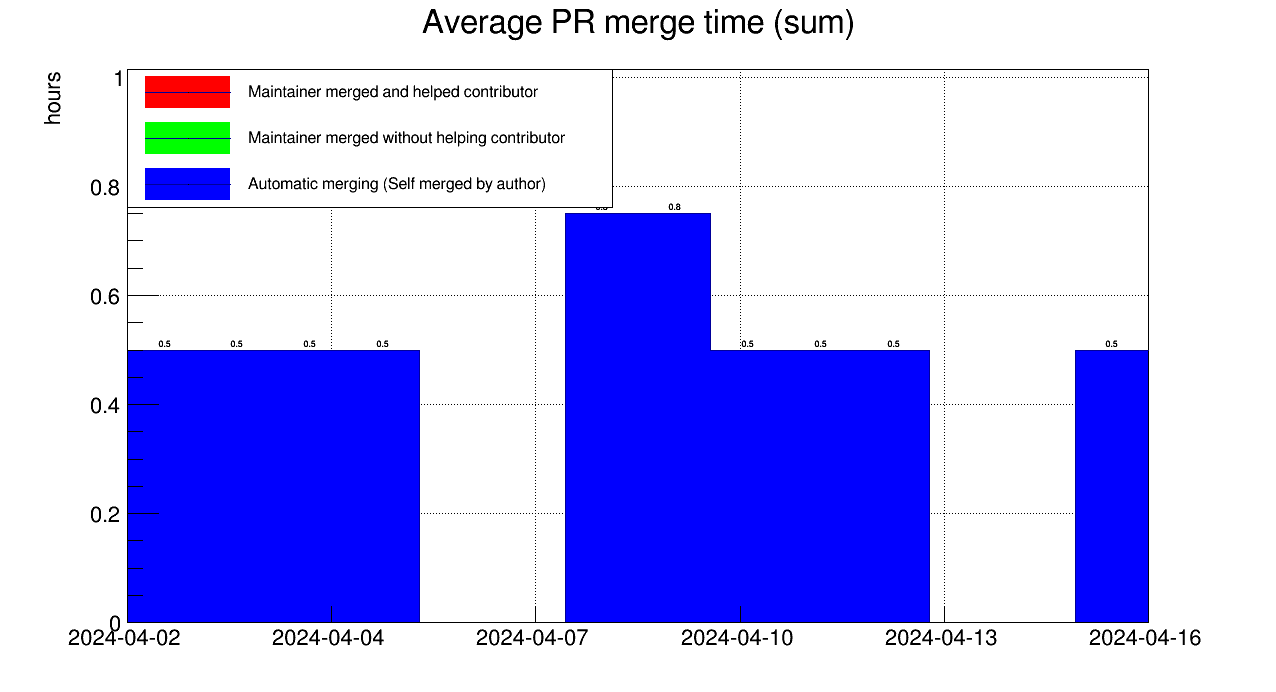 Average PR merge time (sum)
hours
1
0.8
0.6
0.4
0.2
0
Maintainer merged and helped contributor
Maintainer merged without helping contributor
Automatic merging (Self merged by author)
0.5 0.5 0.5 0.5 0.8 0.5 0.5 0.5 0.5
2024-04-02 2024-04-04 2024-04-07 2024-04-10 2024-04-13 2024-04-16